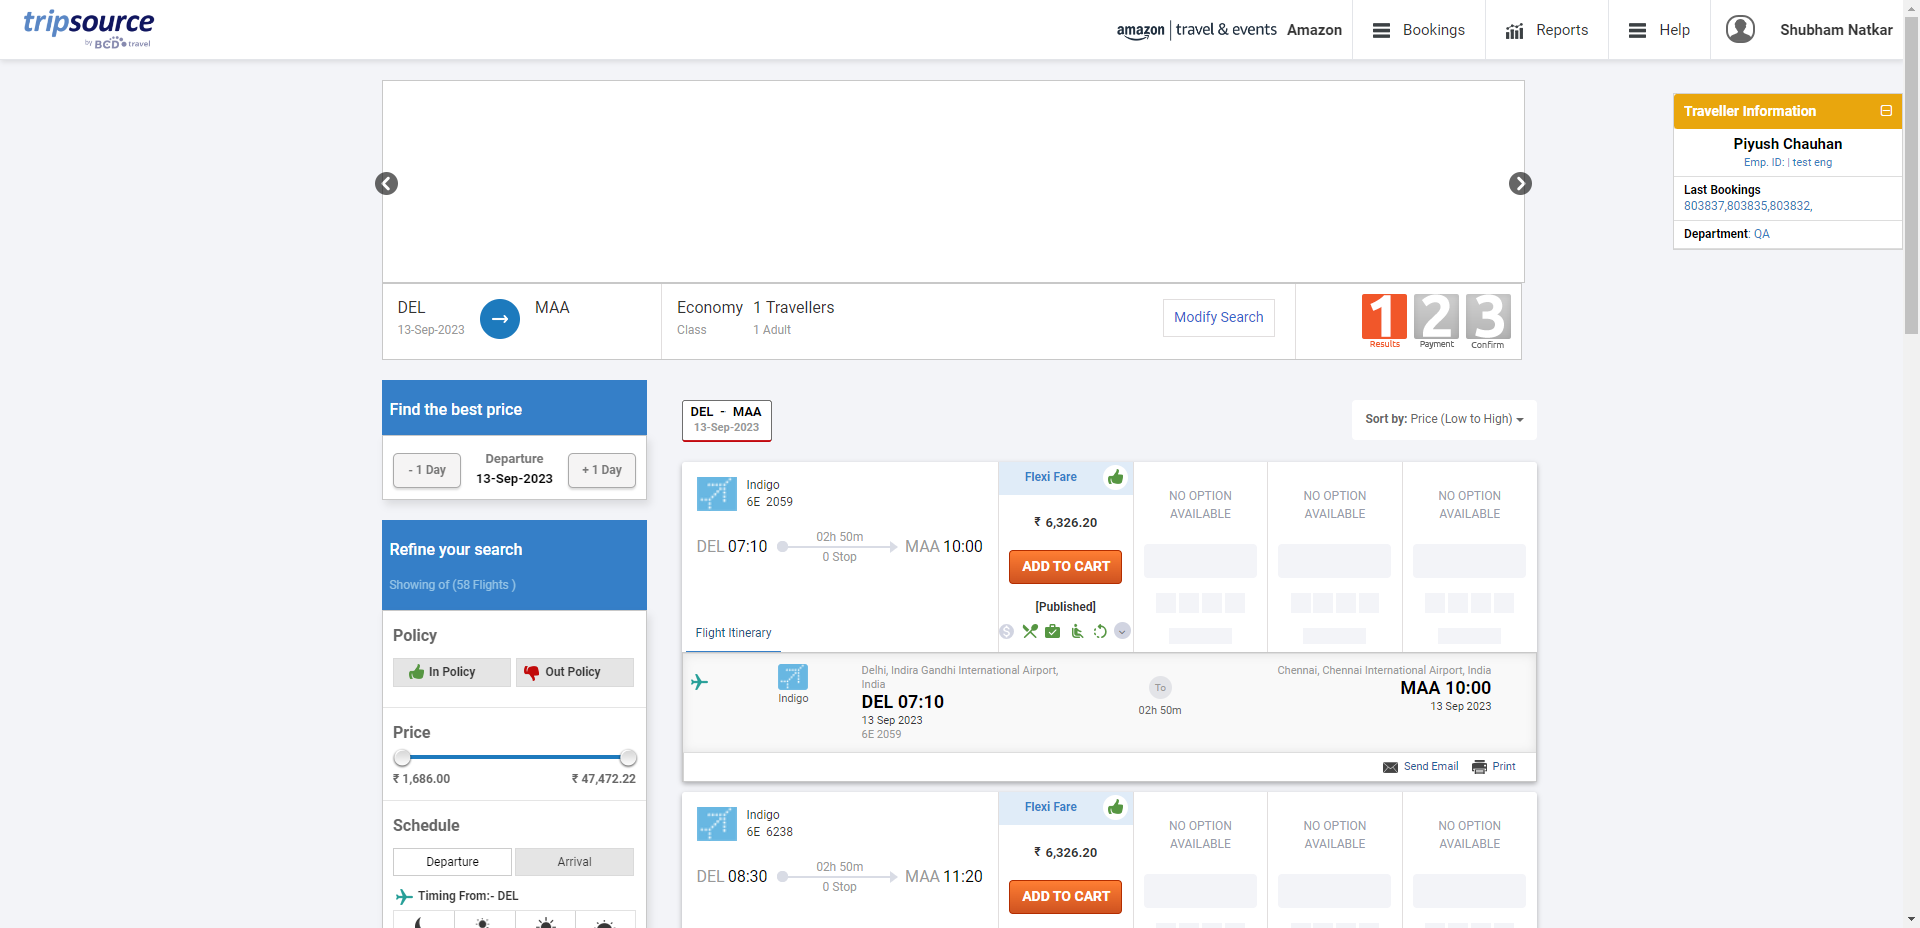 tripsource
by BCD travel
amazon | travel & events Amazon
Bookings
Reports
Help
Shubham Natkar
Traveller Information
Piyush Chauhan
Emp. ID: | test eng
Last Bookings
803837,803835,803832,
Department: QA
DEL
MAA
13-Sep-2023
Economy
Class
1 Travellers
1 Adult
Modify Search
1 2 3
Results Payment Confirm
Find the best price
- 1 Day
Departure
13-Sep-2023
+ 1 Day
Refine your search
Showing of (58 Flights )
Policy
In Policy
Out Policy
Price
₹ 1,686.00
₹ 47,472.22
Schedule
Departure
Arrival
Timing From:- DEL
DEL - MAA
13-Sep-2023
Sort by: Price (Low to High)
Indigo
6E 2059
DEL 07:10
02h 50m
0 Stop
MAA 10:00
Flight Itinerary
Flexi Fare
₹ 6,326.20
ADD TO CART
[Published]
NO OPTION
AVAILABLE
NO OPTION
AVAILABLE
NO OPTION
AVAILABLE
Indigo
Delhi, Indira Gandhi International Airport,
India
DEL 07:10
13 Sep 2023
6E 2059
To
02h 50m
Chennai, Chennai International Airport, India
MAA 10:00
13 Sep 2023
Send Email
Print
Indigo
6E 6238
DEL 08:30
02h 50m
0 Stop
MAA 11:20
Flexi Fare
₹ 6,326.20
ADD TO CART
NO OPTION
AVAILABLE
NO OPTION
AVAILABLE
NO OPTION
AVAILABLE